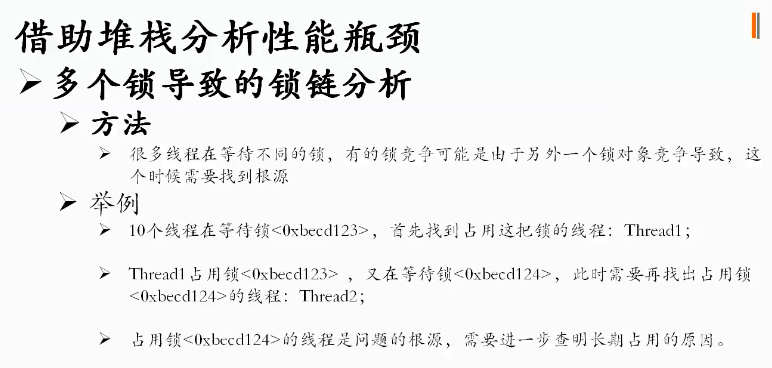 借助堆栈分析性能瓶颈
多个锁导致的锁链分析
方法
很多线程在等待不同的锁，有的锁竞争可能是由于另外一个锁对象竞争导致，这
个时候需要找到根源
举例
10个线程在等待锁<0xbecd123>，首先找到占用这把锁的线程：Thread1；
Thread1占用锁<0xbecd123> ，又在等待锁<0xbecd124>，此时需要再找出占用锁
<0xbecd124>的线程：Thread2；
占用锁<0xbecd124>的线程是问题的根源，需要进一步查明长期占用的原因。